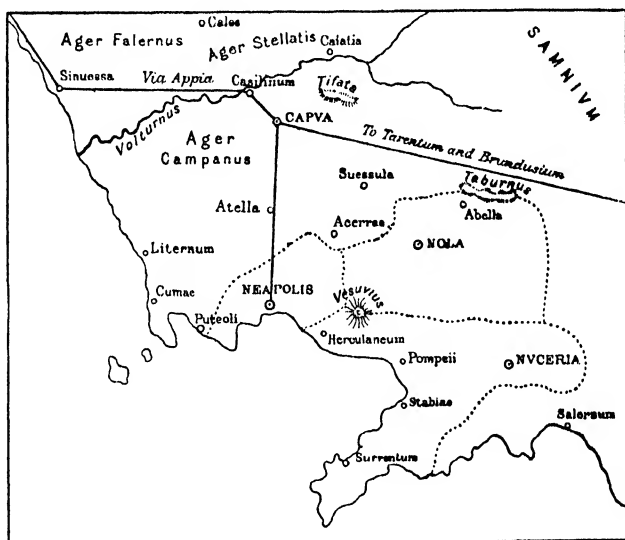 Cales
Ager Falernus
Ager Stellatis
Caiatia
SAMNIVM
Sinuessa
Via Appia
Casilinum
Tifata
Volturnus
CAPVA
Ager
Campanus
To Tarentum and Brundusium
Suessula
Taburnus
Atella
Abella
Acerrae
NOLA
Liternum
Cumae
NEAPOLIS
Vesuvius
Puteoli
Herculaneum
Pompeii
NVCERIA
Stabiae
Salernum
Surrentum